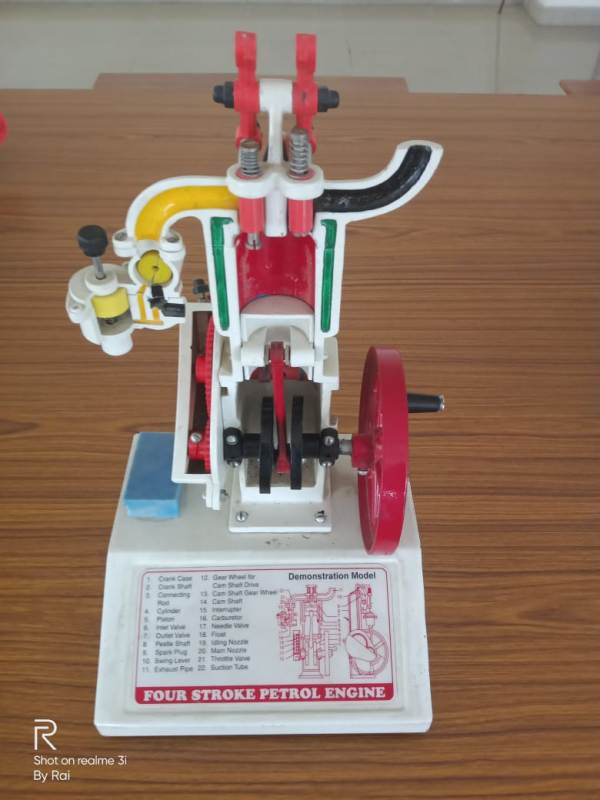 Demonstration Model
1. Crank Case
2. Crank Shaft
3. Connecting
Rod
4. Cylinder
5. Piston
6. Inlet Valve
7. Outlet Valve
8. Pestle Shaft
9. Spark Plug
10. Swing Lever
11. Exhaust Pipe
12. Gear Wheel for
Cam Shaft Drive
13. Cam Shaft Gear Wheel
14. Cam Shaft
15. Interrupter
16. Carburetor
17. Needle Valve
18. Float
19. Idling Nozzle
20. Main Nozzle
21. Throttle Valve
22. Suction Tube
FOUR STROKE PETROL ENGINE
R
Shot on realme 3i
By Rai